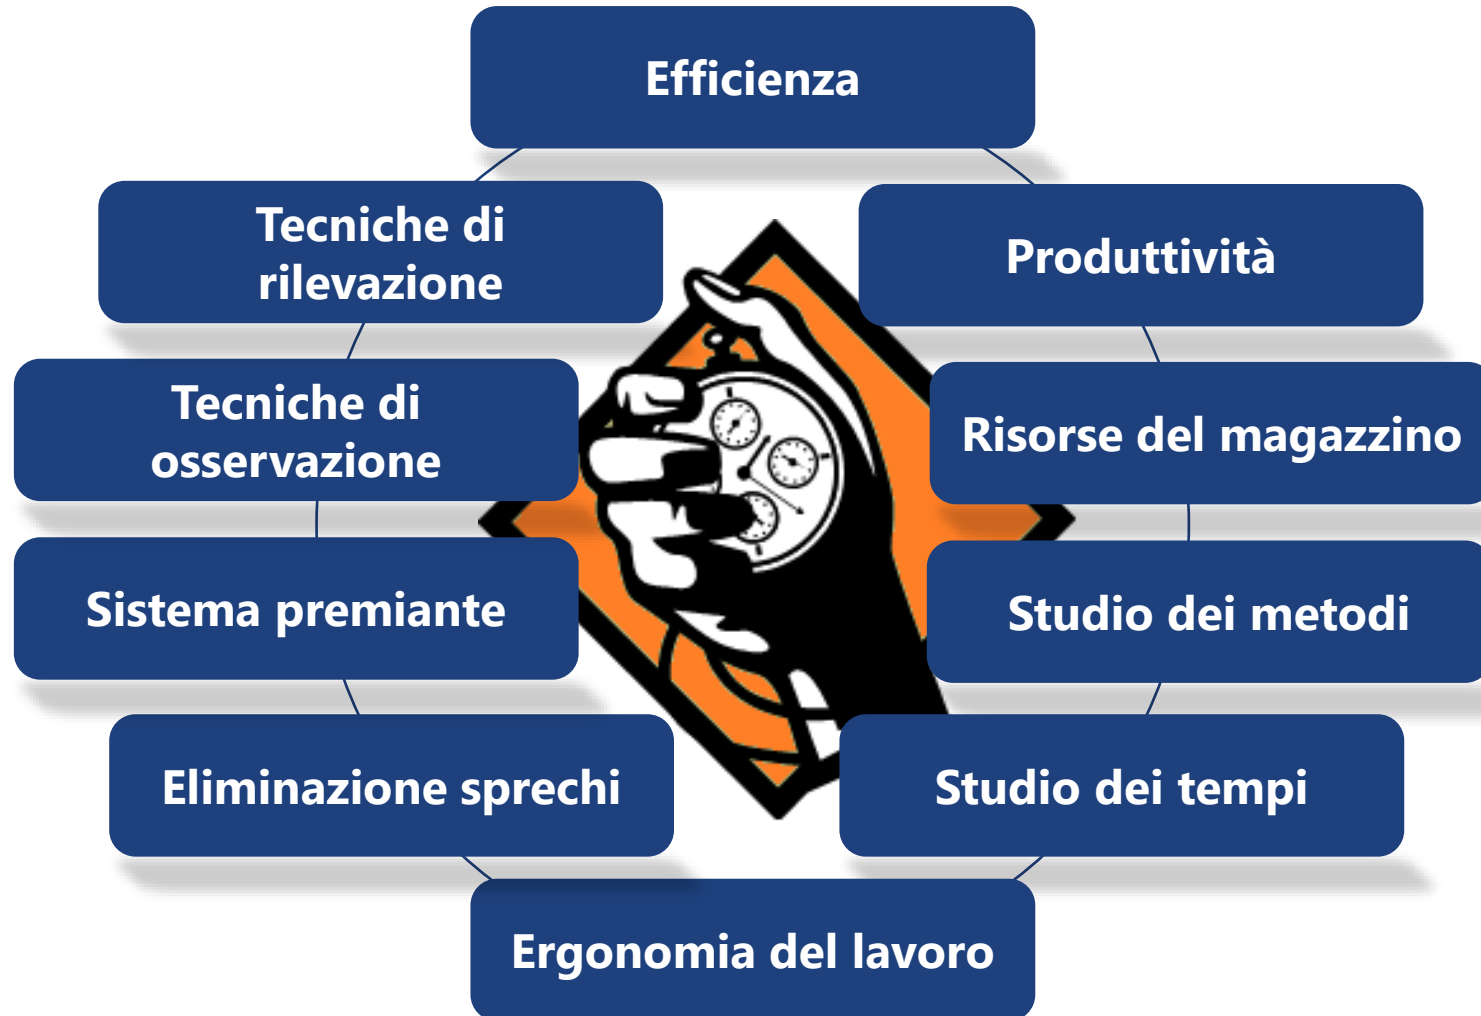 Efficienza
Tecniche di
rilevazione
Produttività
Tecniche di
osservazione
Risorse del magazzino
Sistema premiante
Studio dei metodi
Eliminazione sprechi
Studio dei tempi
Ergonomia del lavoro